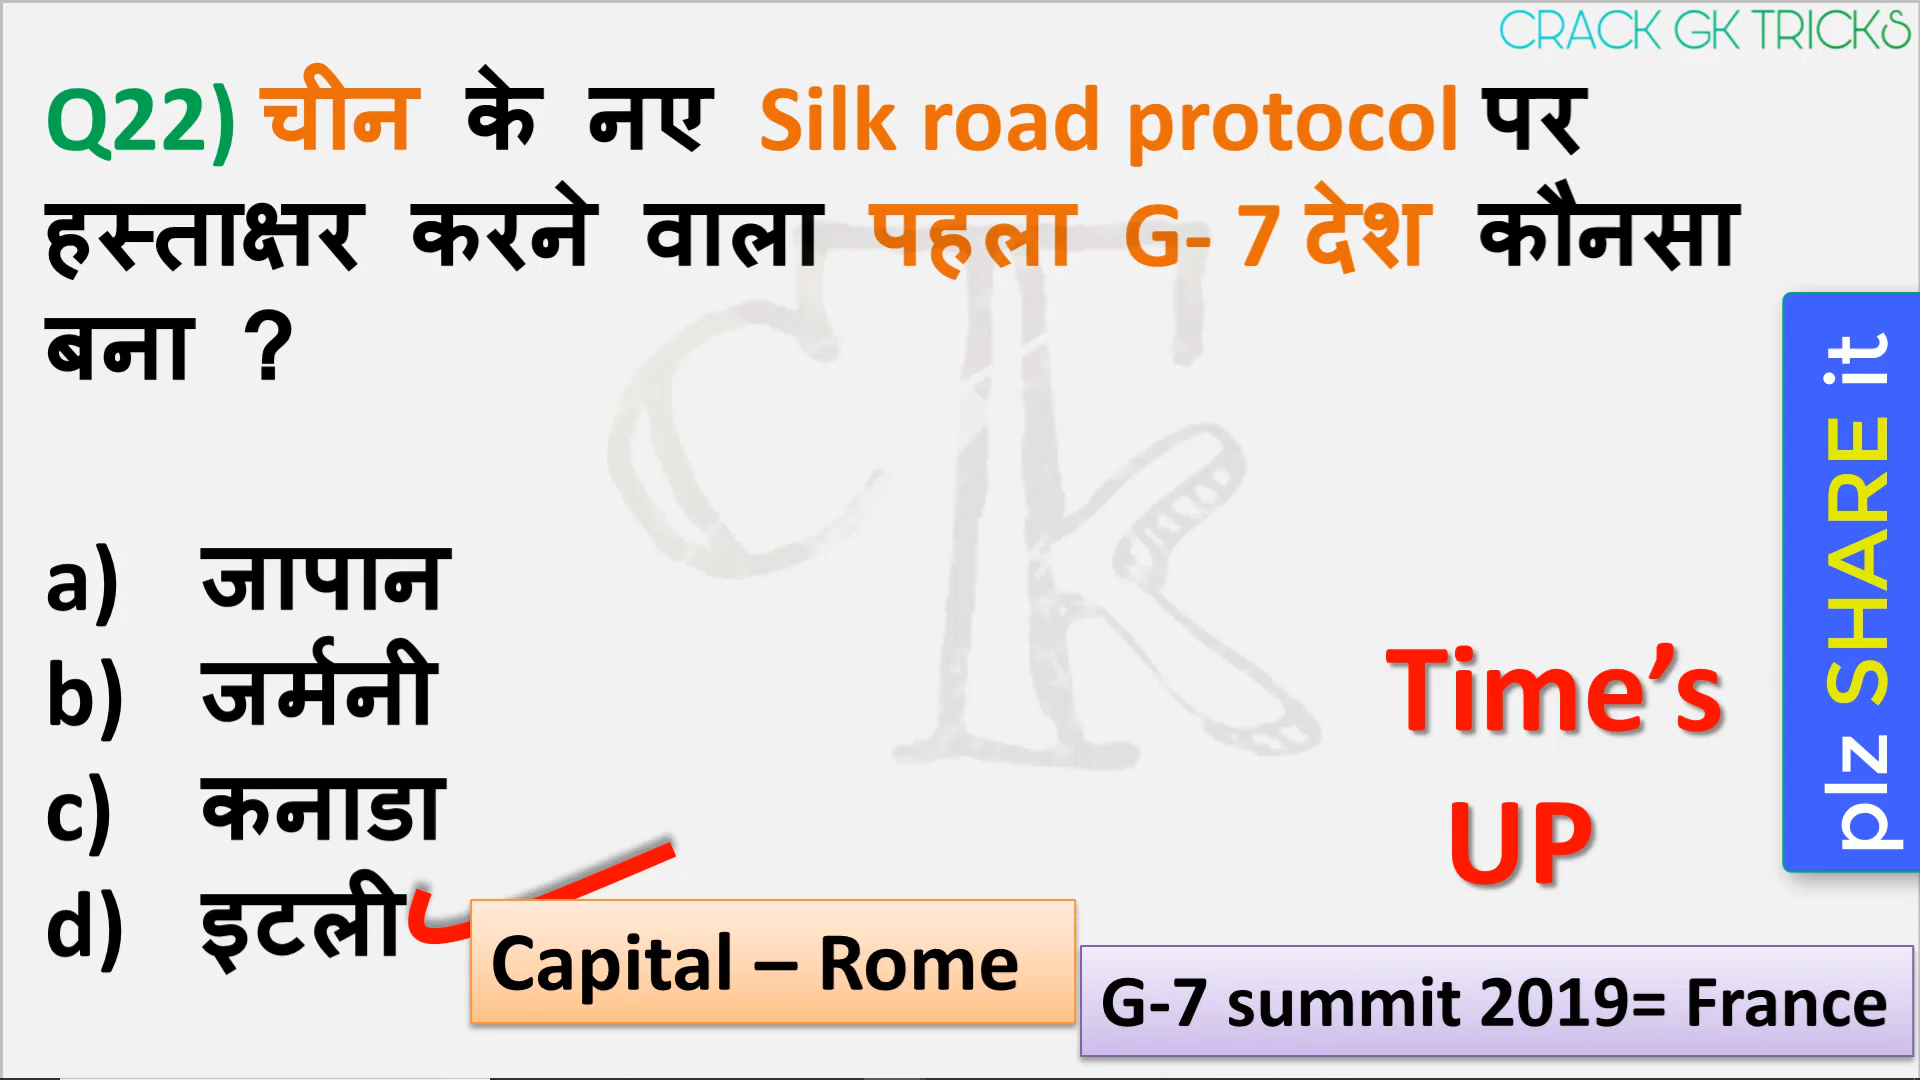 CRACK GK TRICKS
Q22) चीन के नए Silk road protocol पर
हस्ताक्षर करने वाला पहला G- 7 देश कौनसा
बना ?
a) जापान
b) जर्मनी
c) कनाडा
d) इटली
Time's
UP
plz SHARE it
Capital – Rome
G-7 summit 2019= France